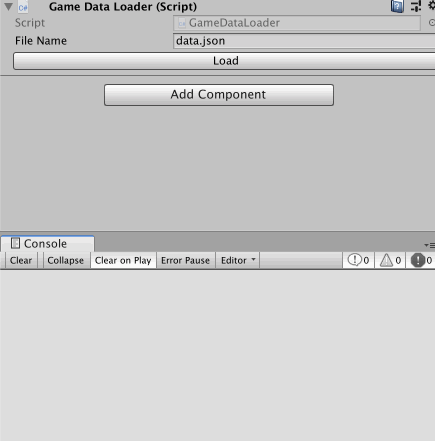 Game Data Loader (Script)
Script GameDataLoader
File Name data.json
Load
Add Component
Console
Clear Collapse Clear on Play Error Pause Editor 0 0 0